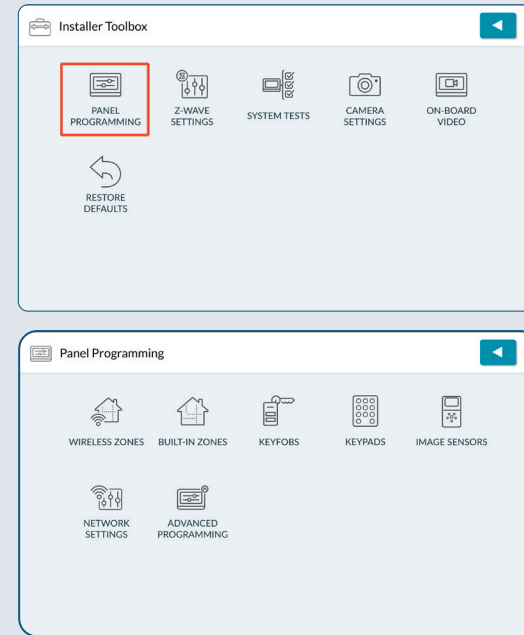 Installer Toolbox
PANEL
PROGRAMMING
Z-WAVE
SETTINGS
SYSTEM TESTS
CAMERA
SETTINGS
ON-BOARD
VIDEO
RESTORE
DEFAULTS
Panel Programming
WIRELESS ZONES
BUILT-IN ZONES
KEYFOBS
KEYPADS
IMAGE SENSORS
NETWORK
SETTINGS
ADVANCED
PROGRAMMING